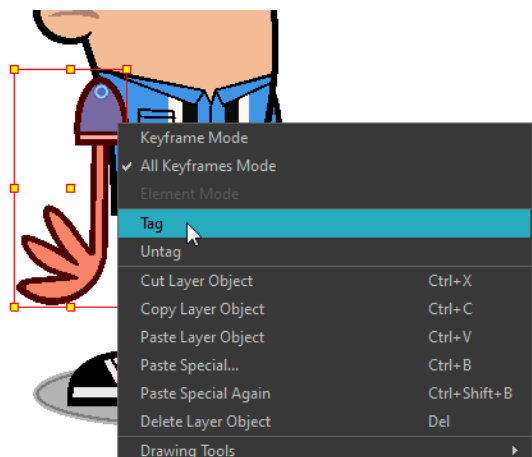 Keyframe Mode
All Keyframes Mode
Element Mode
Tag
Untag
Cut Layer Object Ctrl+X
Copy Layer Object Ctrl+C
Paste Layer Object Ctrl+V
Paste Special... Ctrl+B
Paste Special Again Ctrl+Shift+B
Delete Layer Object Del
Drawing Tools